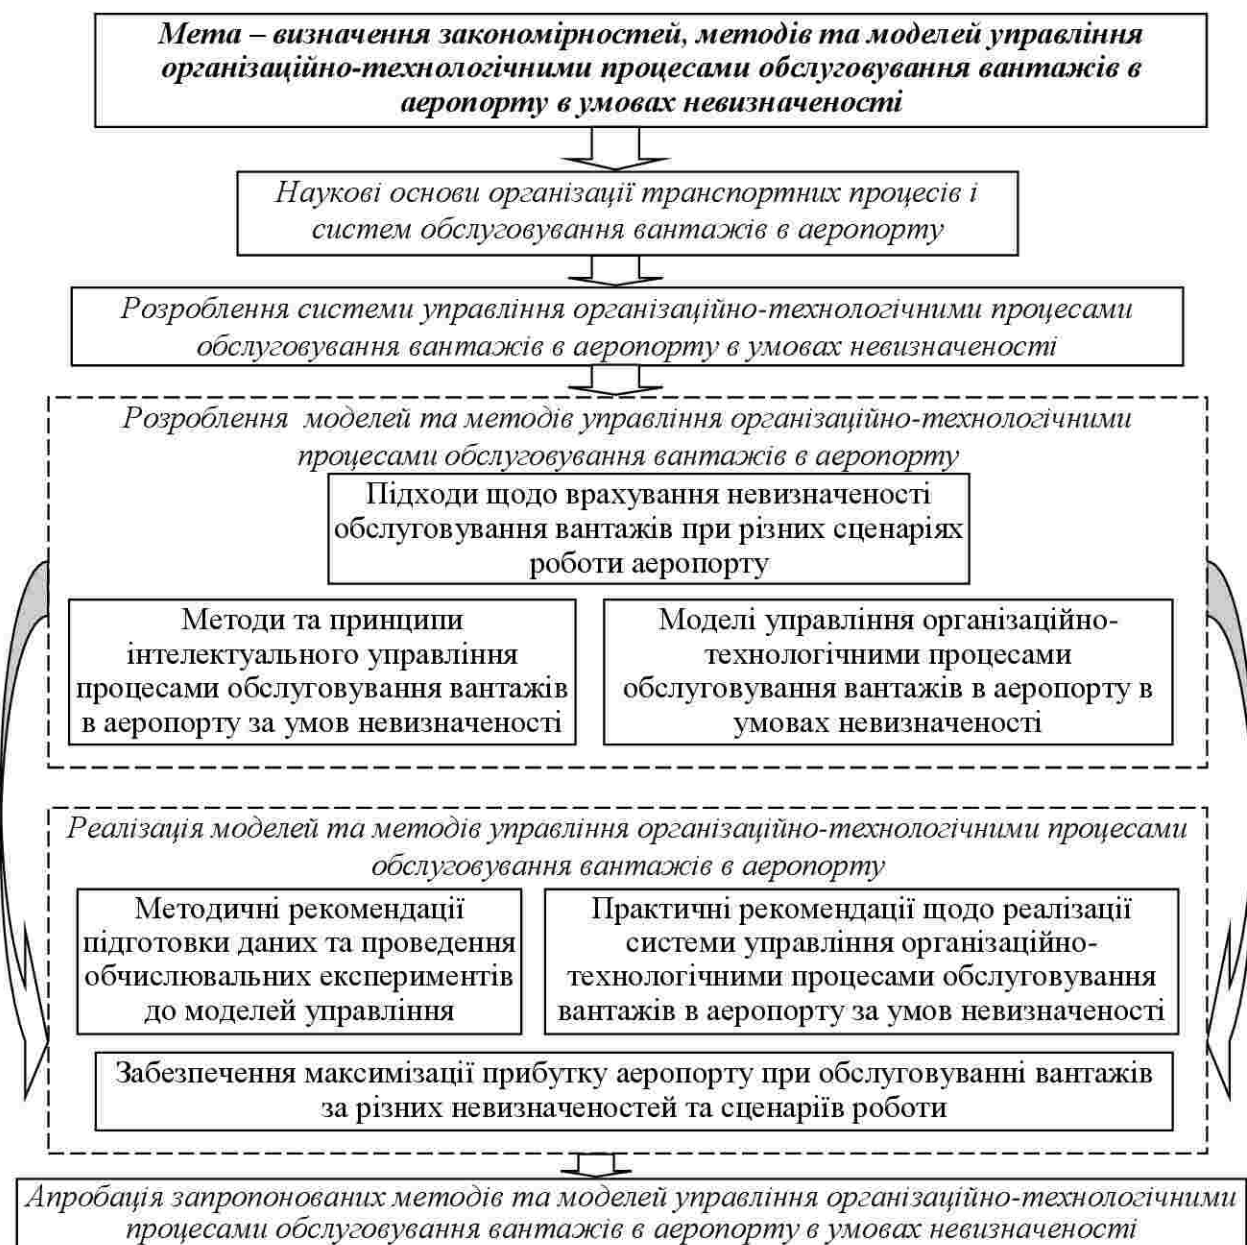 Мета – визначення закономірностей, методів та моделей управління
організаційно-технологічними процесами обслуговування вантажів в
аеропорту в умовах невизначеності
Наукові основи організації транспортних процесів і
систем обслуговування вантажів в аеропорту
Розроблення системи управління організаційно-технологічними процесами
обслуговування вантажів в аеропорту в умовах невизначеності
Розроблення моделей та методів управління організаційно-технологічними
процесами обслуговування вантажів в аеропорту
Підходи щодо врахування невизначеності
обслуговування вантажів при різних сценаріях
роботи аеропорту
Методи та принципи
інтелектуального управління
процесами обслуговування вантажів
в аеропорту за умов невизначеності
Моделі управління організаційно-
технологічними процесами
обслуговування вантажів в аеропорту в
умовах невизначеності
Реалізація моделей та методів управління організаційно-технологічними процесами
обслуговування вантажів в аеропорту
Методичні рекомендації
підготовки даних та проведення
обчислювальних експериментів
до моделей управління
Практичні рекомендації щодо реалізації
системи управління організаційно-
технологічними процесами обслуговування
вантажів в аеропорту за умов невизначеності
Забезпечення максимізації прибутку аеропорту при обслуговуванні вантажів
за різних невизначеностей та сценаріїв роботи
Апробація запропонованих методів та моделей управління організаційно-технологічними
процесами обслуговування вантажів в аеропорту в умовах невизначеності